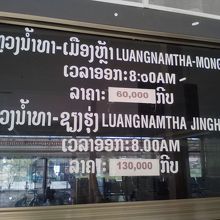 ຫຼວງນ້ຳທາ-ເມືອງຫຼ້າ LUANGNAMTHA-MONG
ເວລາອອກ:8:00AM
ລາຄາ: 60,000 ກີບ
ວງນ້ຳທາ-ຊຽງຮຸ່ງ LUANGNAMTHA JINGH
ເວລາອອກ:8.00AM
ລາຄາ: 130,000 ກີບ